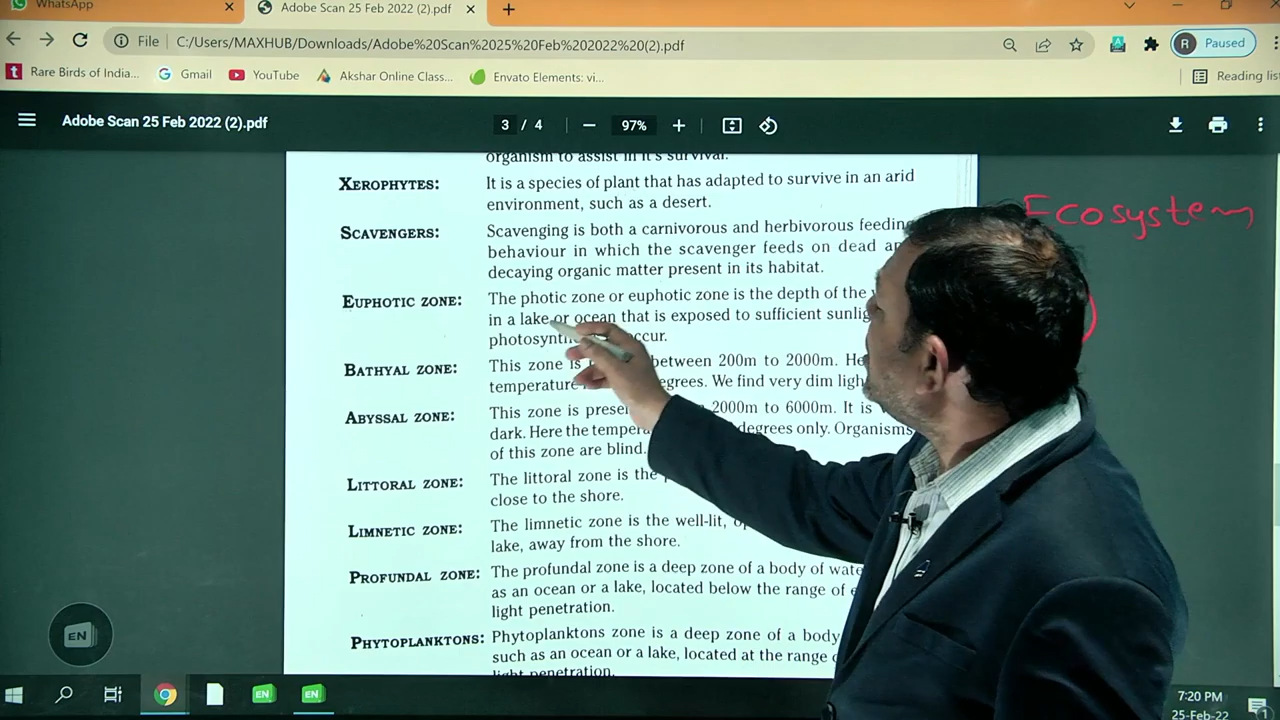 WhatsApp
Adobe Scan 25 Feb 2022 (2).pdf
File
C:/Users/MAXHUB/Downloads/Adobe%20Scan%2025%20Feb%202022%20(2).pdf
R Paused
Rare Birds of India...
Gmail
YouTube
Akshar Online Class...
Envato Elements: vi...
Reading list
Adobe Scan 25 Feb 2022 (2).pdf
3 / 4
97%
organism to assist in it's survival.
XEROPHYTES: It is a species of plant that has adapted to survive in an arid
environment, such as a desert.
SCAVENGERS: Scavenging is both a carnivorous and herbivorous feeding
behaviour in which the scavenger feeds on dead
decaying organic matter present in its habitat.
EUPHOTIC ZONE: The photic zone or euphotic zone is the depth of the
in a lake or ocean that is exposed to sufficient
occur.
BATHYAL ZONE: This zone is between 200m to 2000m.
temperature We find very dim
ABYSSAL ZONE: This zone is 2000m to 6000m. It is
dark. Here the degrees only. Organisms
of this zone are blind.
LITTORAL ZONE: The littoral zone is the
close to the shore.
LIMNETIC ZONE: The limnetic zone is the well-lit,
lake, away from the shore.
PROFUNDAL ZONE: The profundal zone is a deep zone of a body of
as an ocean or a lake, located below the range of
light penetration.
PHYTOPLANKTONS: Phytoplanktons zone is a deep zone of a body
such as an ocean or a lake, located at the range
light penetration.
Ecosystem
EN
EN
EN
7:20 PM
25-Feb-22
1